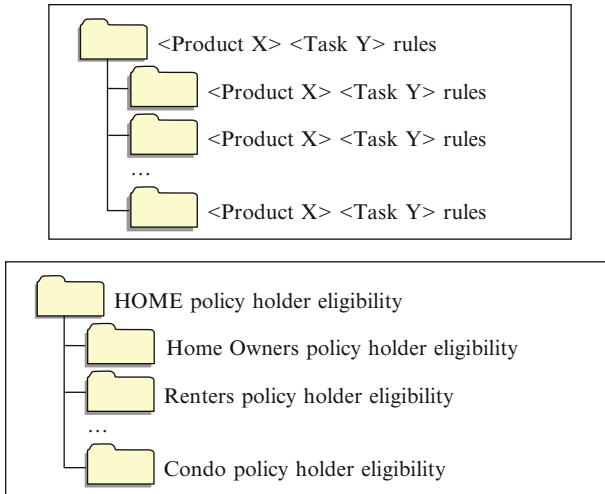 <Product X> <Task Y> rules
<Product X> <Task Y> rules
<Product X> <Task Y> rules
...
<Product X> <Task Y> rules
HOME policy holder eligibility
Home Owners policy holder eligibility
Renters policy holder eligibility
...
Condo policy holder eligibility